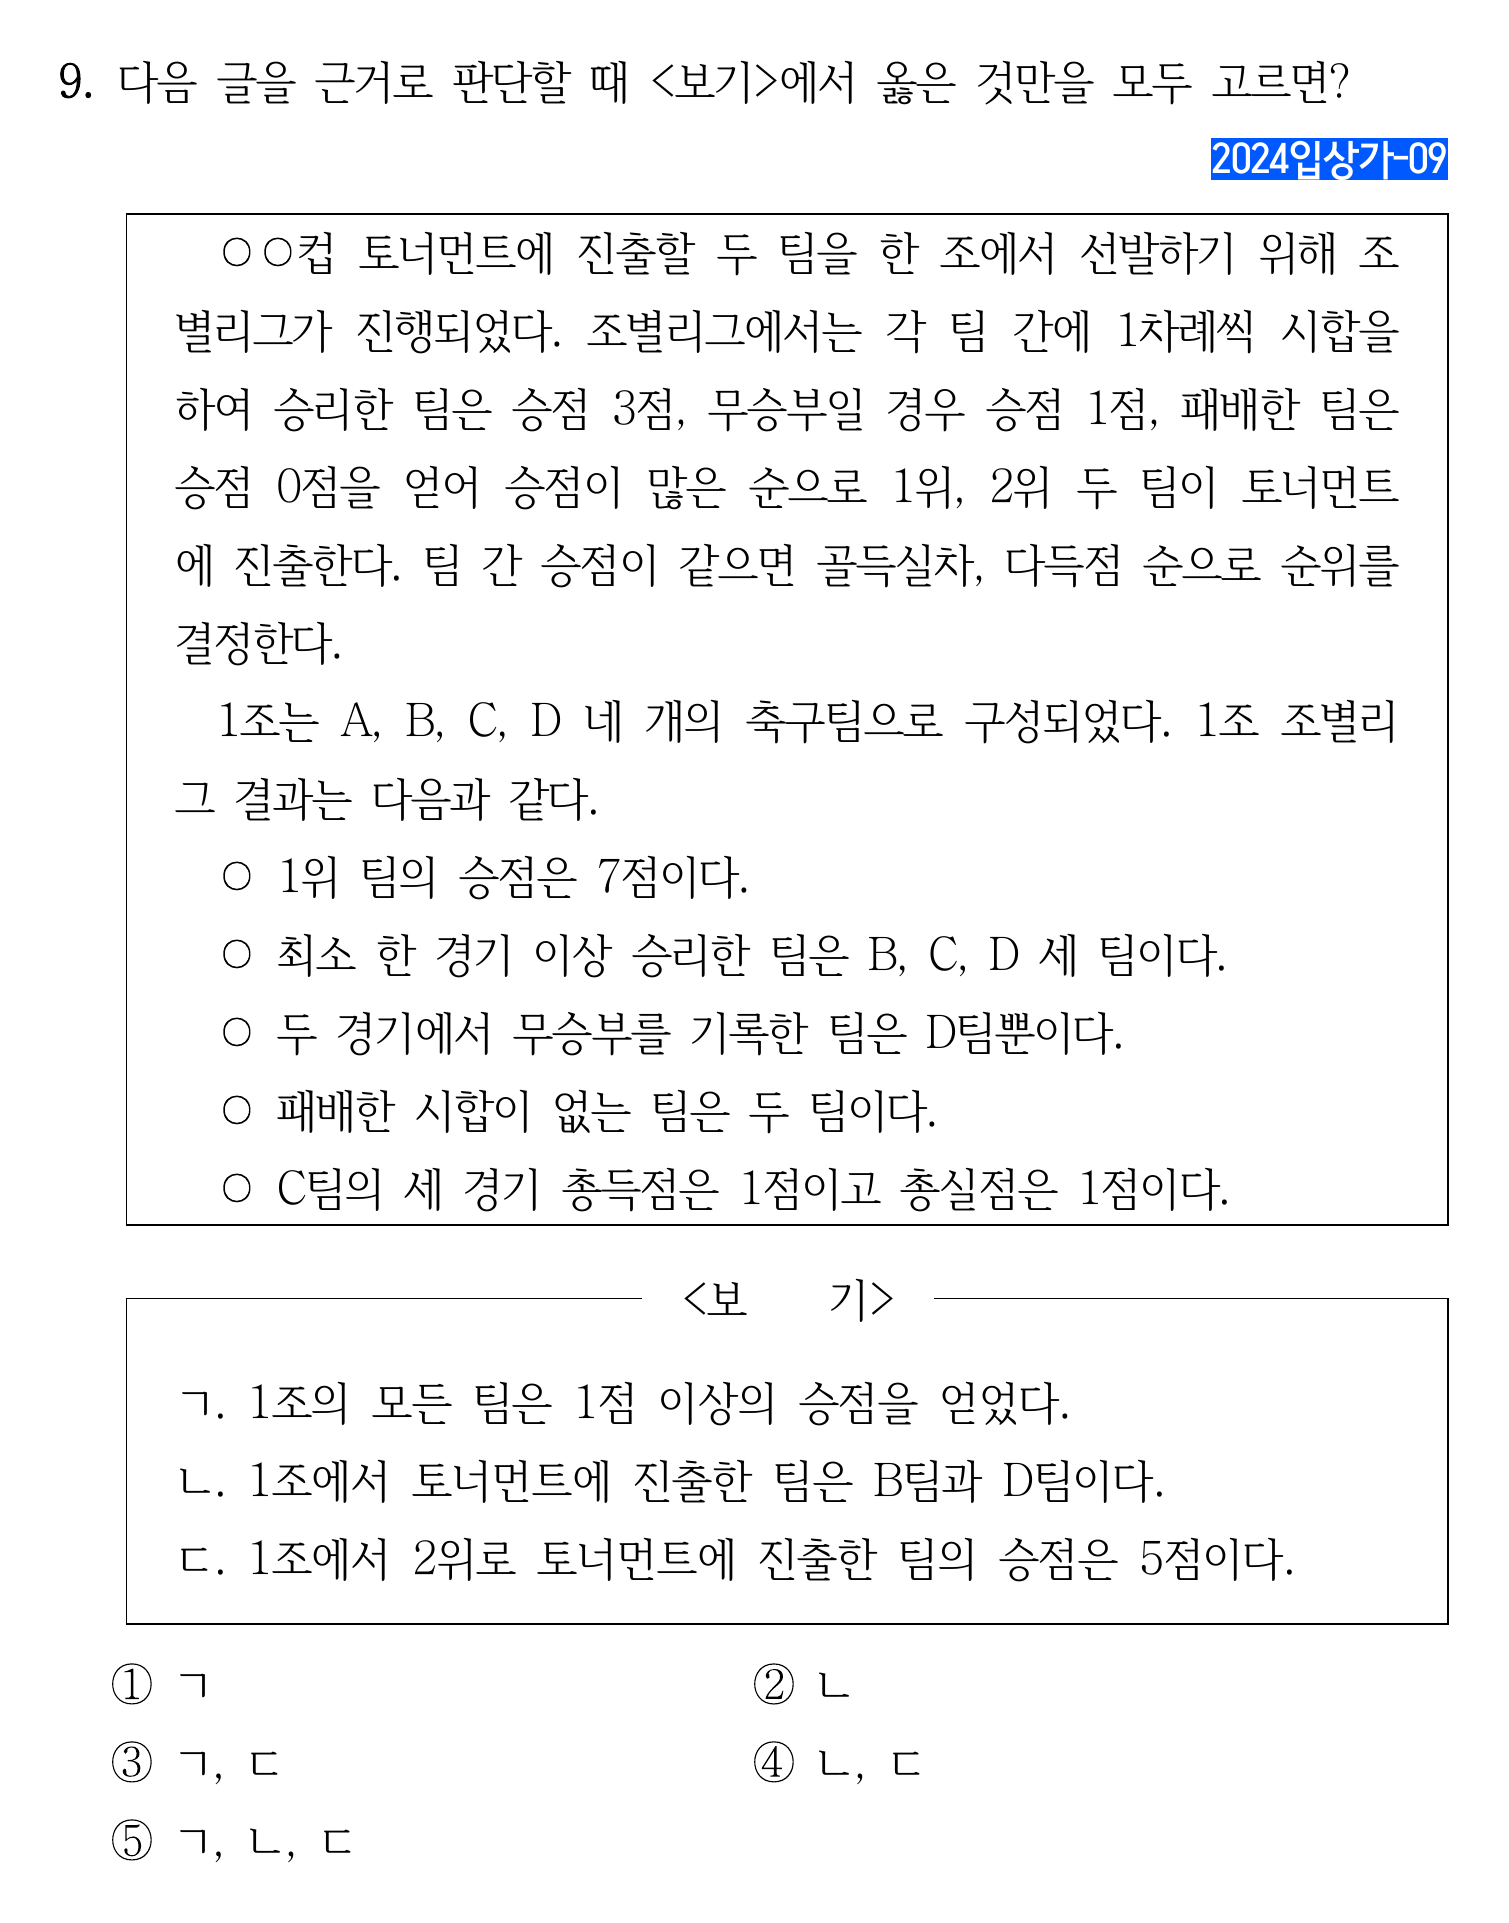 9. 다음 글을 근거로 판단할 때 <보기>에서 옳은 것만을 모두 고르면?
2024입상가-09
○○컵 토너먼트에 진출할 두 팀을 한 조에서 선발하기 위해 조
별리그가 진행되었다. 조별리그에서는 각 팀 간에 1차례씩 시합을
하여 승리한 팀은 승점 3점, 무승부일 경우 승점 1점, 패배한 팀은
승점 0점을 얻어 승점이 많은 순으로 1위, 2위 두 팀이 토너먼트
에 진출한다. 팀 간 승점이 같으면 골득실차, 다득점 순으로 순위를
결정한다.
1조는 A, B, C, D 네 개의 축구팀으로 구성되었다. 1조 조별리
그 결과는 다음과 같다.
○ 1위 팀의 승점은 7점이다.
○ 최소 한 경기 이상 승리한 팀은 B, C, D 세 팀이다.
○ 두 경기에서 무승부를 기록한 팀은 D팀뿐이다.
○ 패배한 시합이 없는 팀은 두 팀이다.
○ C팀의 세 경기 총득점은 1점이고 총실점은 1점이다.
<보 기>
ㄱ. 1조의 모든 팀은 1점 이상의 승점을 얻었다.
ㄴ. 1조에서 토너먼트에 진출한 팀은 B팀과 D팀이다.
ㄷ. 1조에서 2위로 토너먼트에 진출한 팀의 승점은 5점이다.
① ㄱ ② ㄴ
③ ㄱ, ㄷ ④ ㄴ, ㄷ
⑤ ㄱ, ㄴ, ㄷ